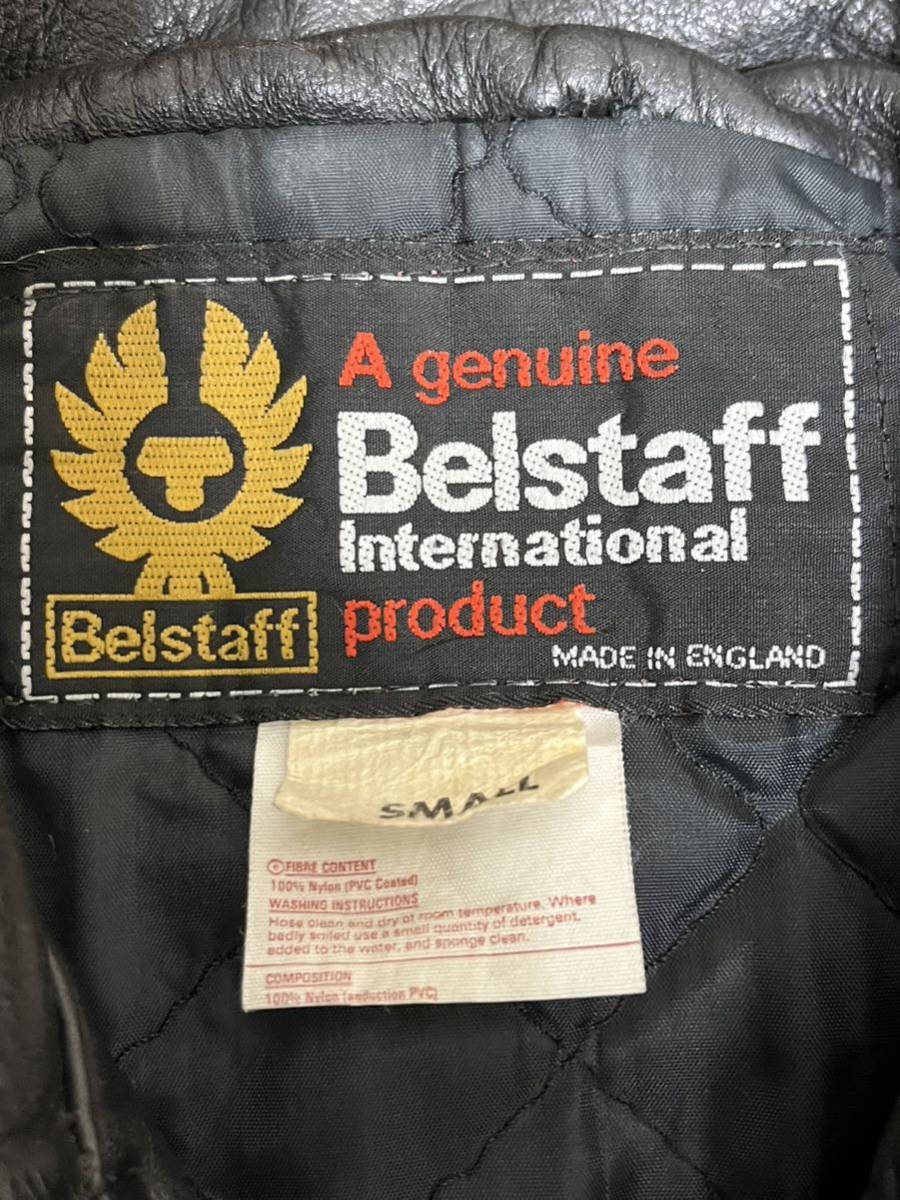 A genuine
Belstaff
International
product
MADE IN ENGLAND
Belstaff
SMALL
FIBRE CONTENT
100% Nylon (PVC Coated)
WASHING INSTRUCTIONS
Hose clean and dry at room temperature. Where
badly soiled use a small quantity of detergent,
added to the water, and sponge clean.
COMPOSITION
100% Nylon (enduction PVC)